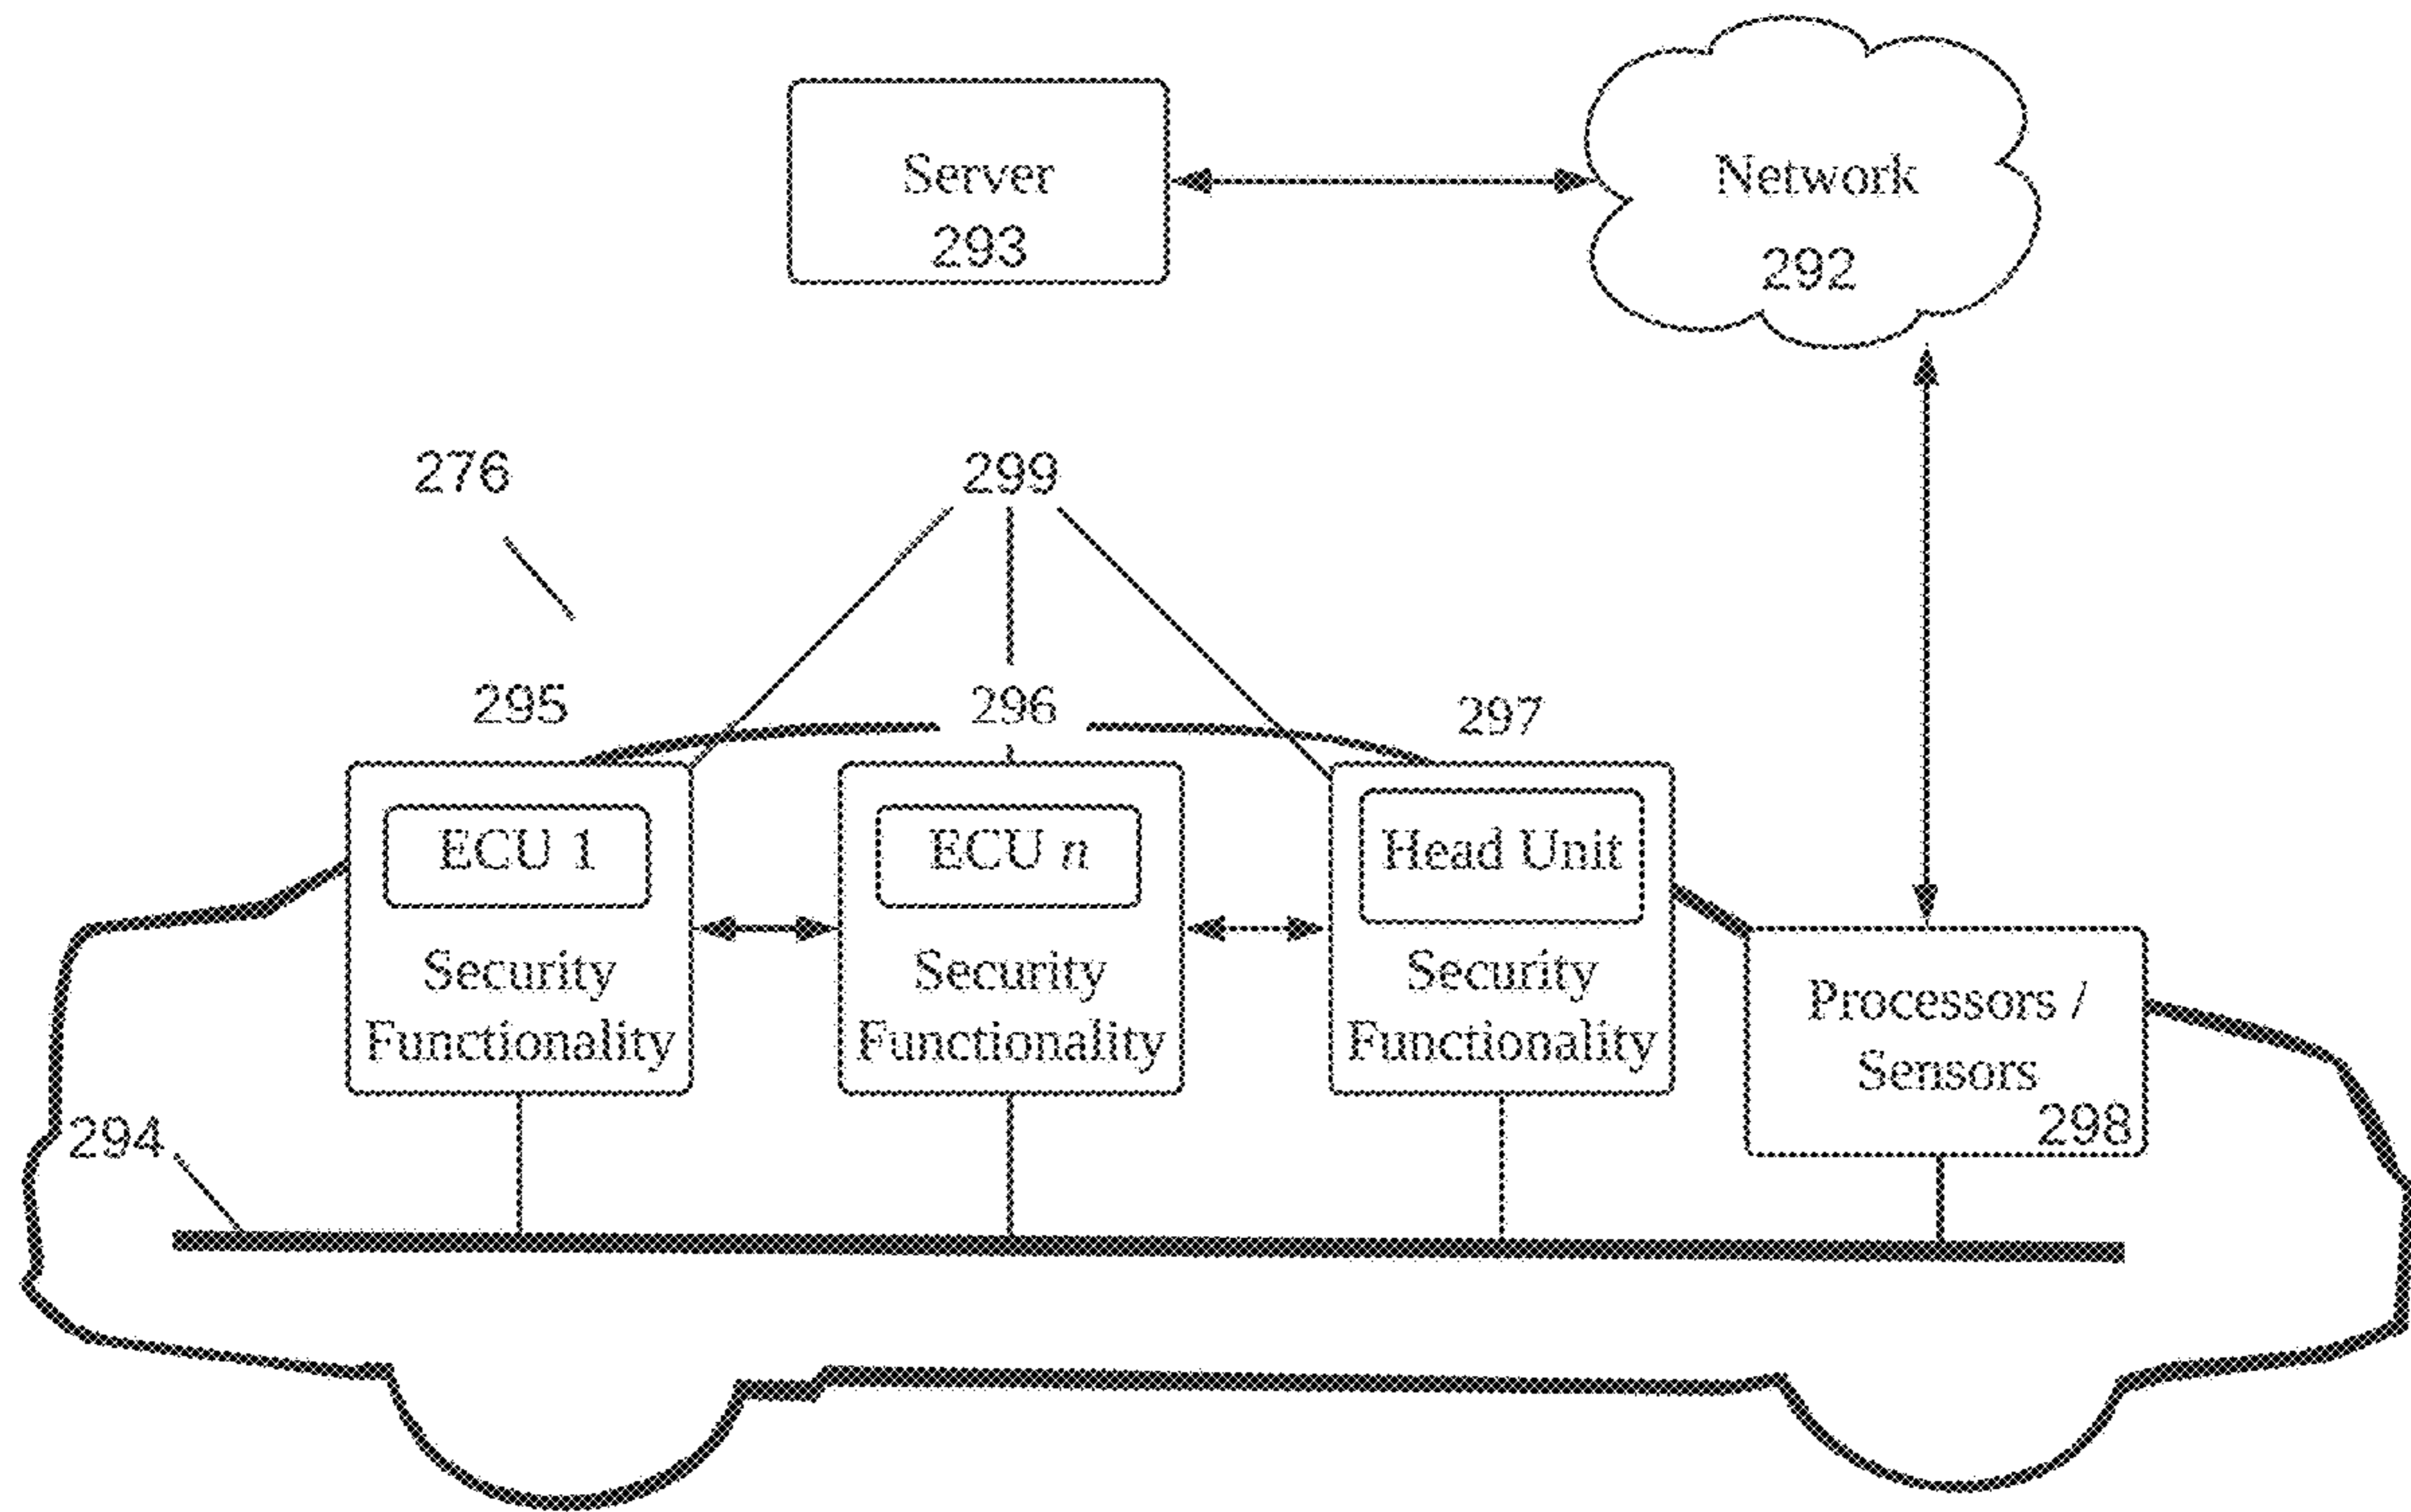 Server
293
Network
292
276
299
295
296
297
ECU 1
Security
Functionality
ECU n
Security
Functionality
Head Unit
Security
Functionality
Processors /
Sensors
298
294